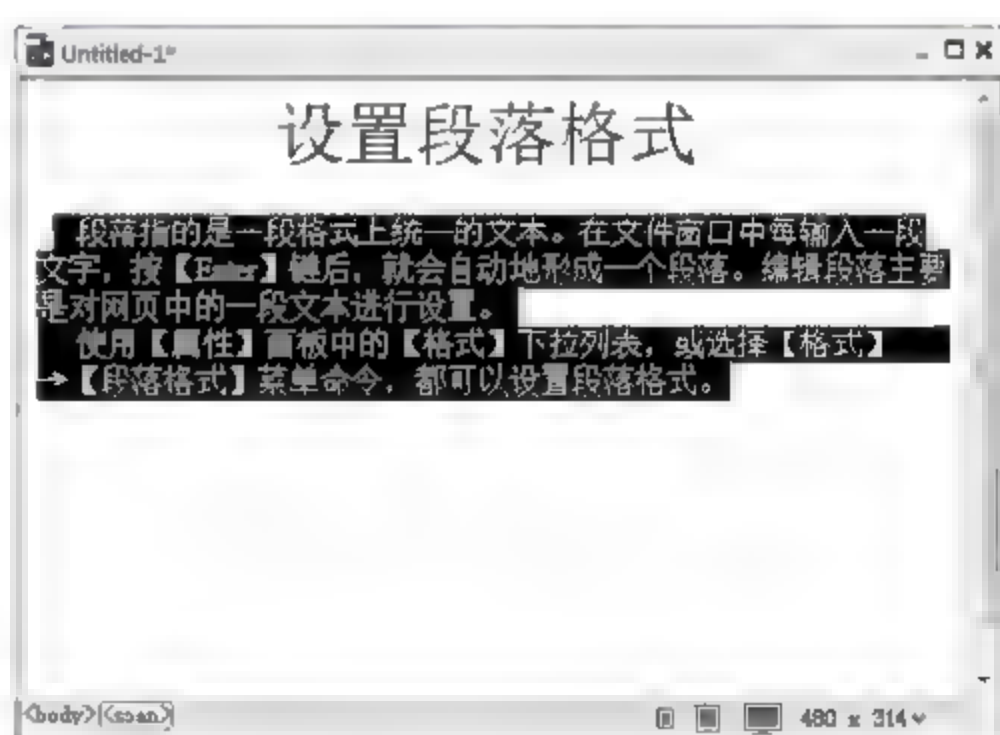 Untitled-1*
设置段落格式
段落指的是一段格式上统一的文本。在文件窗口中每输入一段
文字，按【Enter】键后，就会自动地形成一个段落。编辑段落主要
是对网页中的一段文本进行设置。
使用【属性】面板中的【格式】下拉列表，或选择【格式】
→【段落格式】菜单命令，都可以设置段落格式。
<body><span>
480 x 314